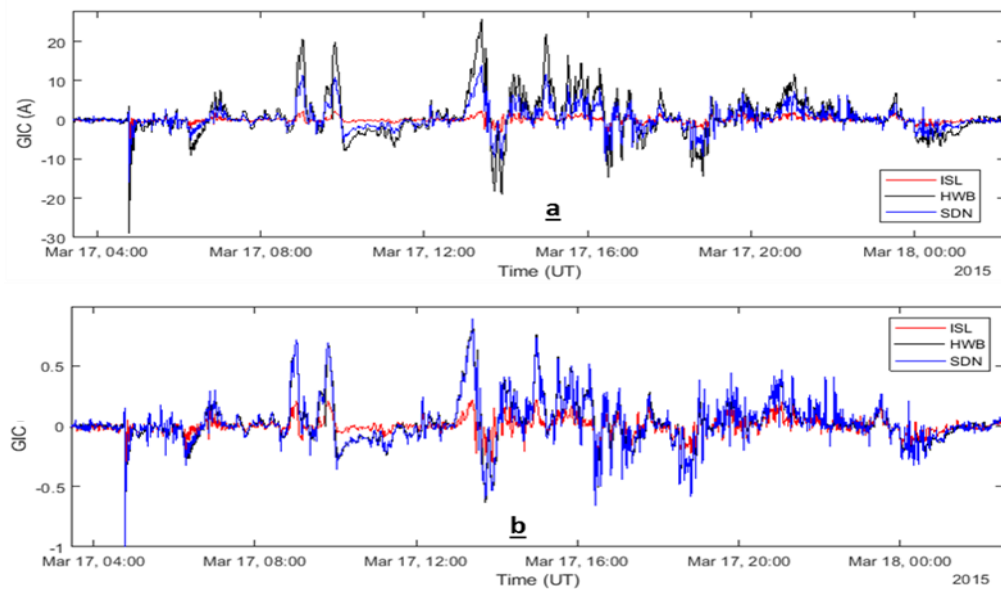 20
10
0
-10
-20
-30
GIC (A)
ISL
HWB
SDN
a
Mar 17, 04:00 Mar 17, 08:00 Mar 17, 12:00 Mar 17, 16:00 Mar 17, 20:00 Mar 18, 00:00
Time (UT) 2015
0.5
0
-0.5
-1
GIC
ISL
HWB
SDN
b
Mar 17, 04:00 Mar 17, 08:00 Mar 17, 12:00 Mar 17, 16:00 Mar 17, 20:00 Mar 18, 00:00
Time (UT) 2015